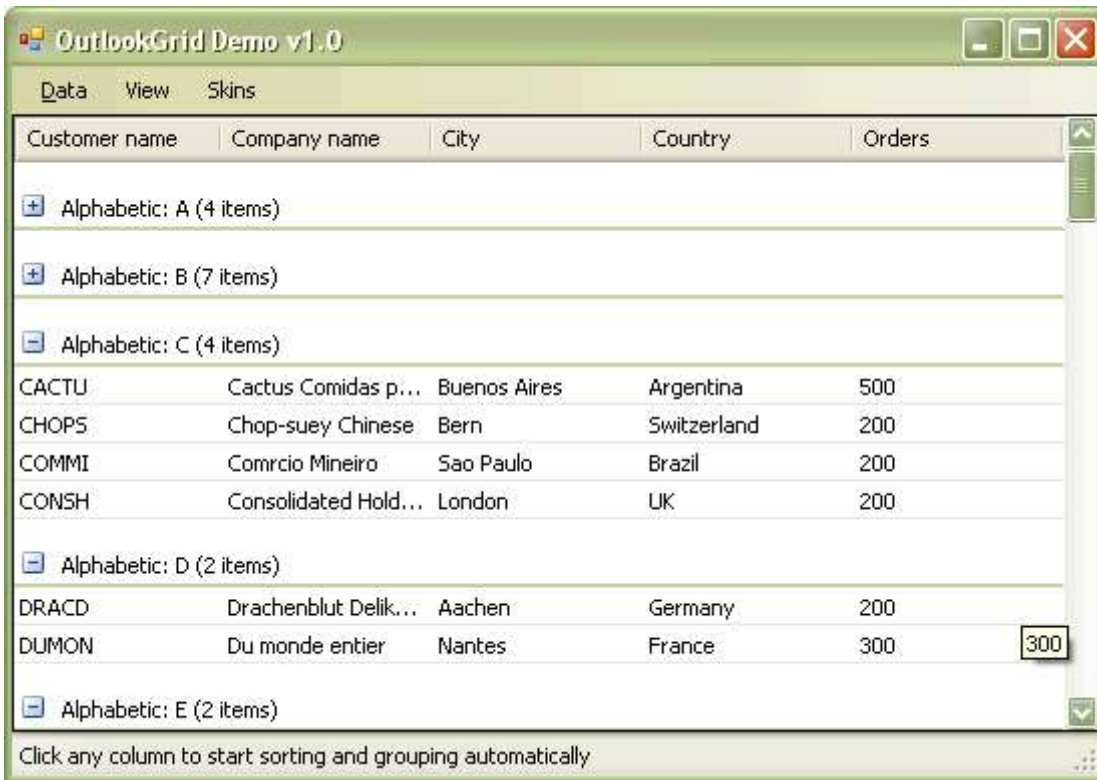 OutlookGrid Demo v1.0
Data View Skins
Customer name Company name City Country Orders
Alphabetic: A (4 items)
Alphabetic: B (7 items)
Alphabetic: C (4 items)
CACTU Cactus Comidas p... Buenos Aires Argentina 500
CHOPS Chop-suey Chinese Bern Switzerland 200
COMMI Comrcio Mineiro Sao Paulo Brazil 200
CONSH Consolidated Hold... London UK 200
Alphabetic: D (2 items)
DRACD Drachenblut Delik... Aachen Germany 200
DUMON Du monde entier Nantes France 300 300
Alphabetic: E (2 items)
Click any column to start sorting and grouping automatically